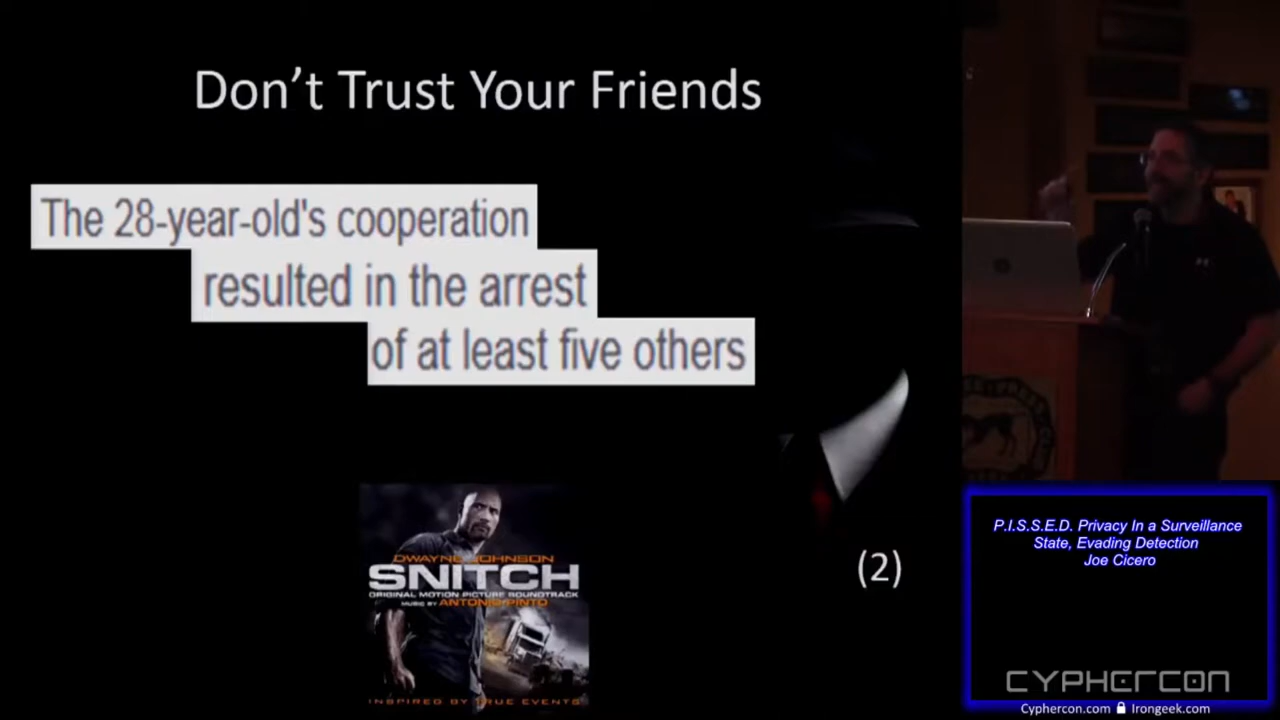 Don't Trust Your Friends
The 28-year-old's cooperation
resulted in the arrest
of at least five others
DWAYNE JOHNSON
SNITCH
ORIGINAL MOTION PICTURE SOUNDTRACK
MUSIC BY ANTONIO PINTO
INSPIRED BY TRUE EVENTS
(2)
P.I.S.S.E.D. Privacy In a Surveillance
State, Evading Detection
Joe Cicero
CYPHERCON
Cyphercon.com Irongeek.com